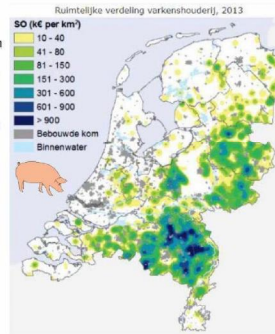 Ruimtelijke verdeling varkenshouderij, 2013
SO (k€ per km²)
10 - 40
41 - 80
81 - 150
151 - 300
301 - 600
601 - 900
> 900
Bebouwde kom
Binnenwater